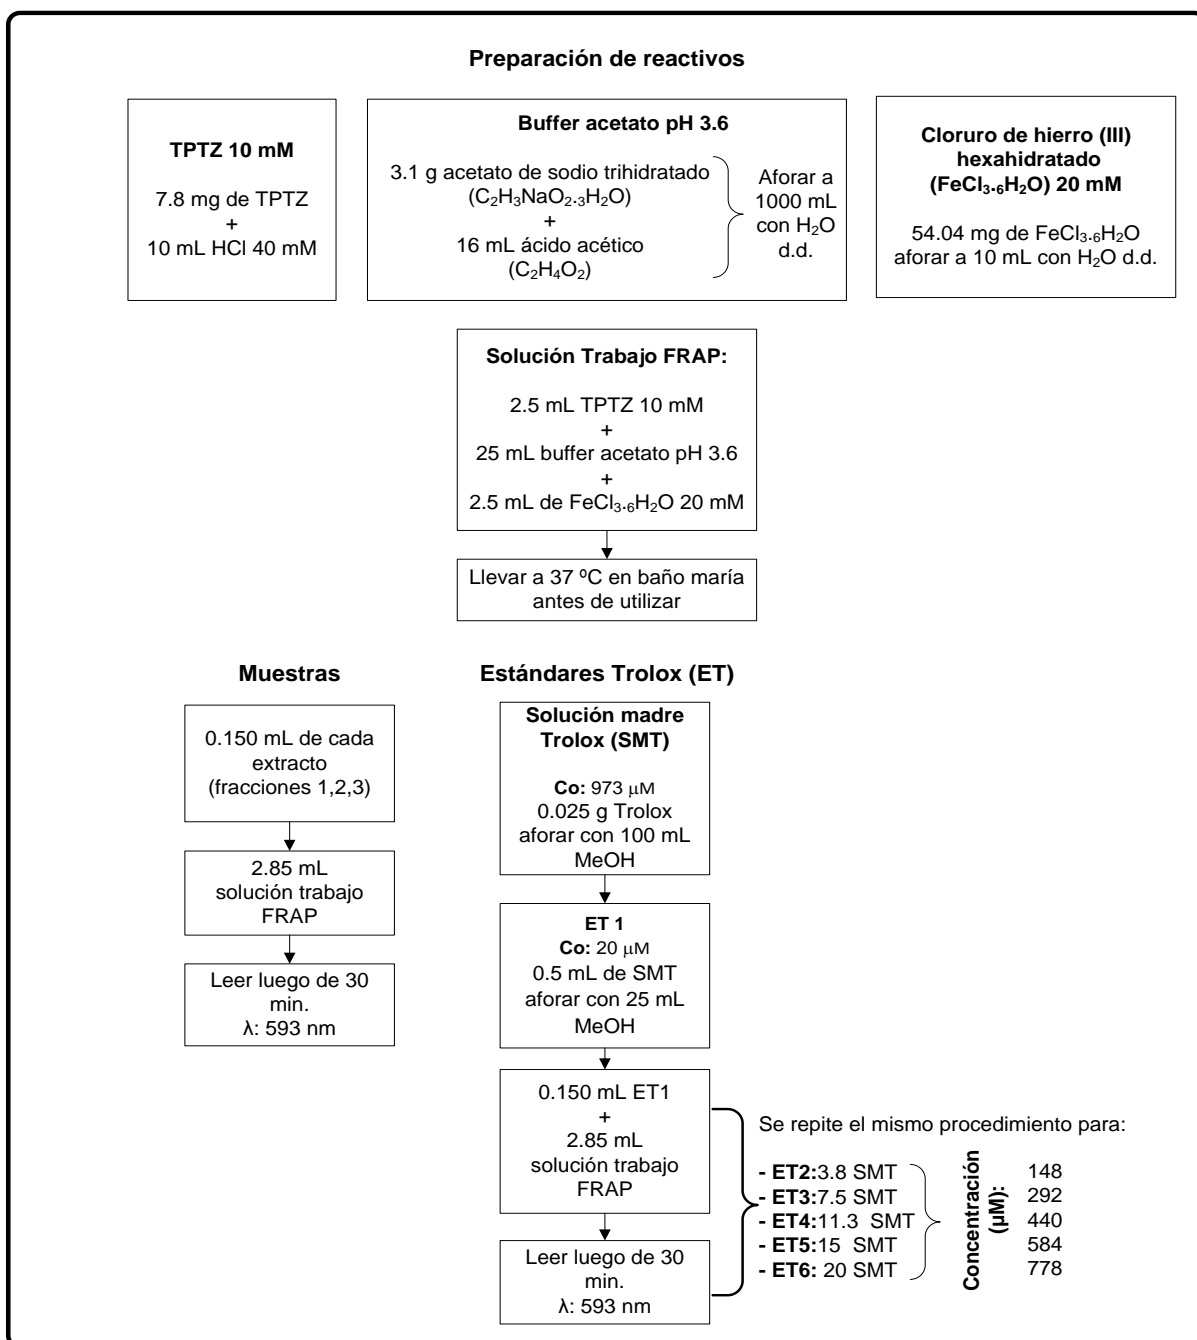 Preparación de reactivos
TPTZ 10 mM
7.8 mg de TPTZ
+
10 mL HCl 40 mM
Buffer acetato pH 3.6
3.1 g acetato de sodio trihidratado
(C₂H₃NaO₂.₃H₂O)
+
16 mL ácido acético
(C₂H₄O₂)
Aforar a
1000 mL
con H₂O
d.d.
Cloruro de hierro (III)
hexahidratado
(FeCl₃.₆H₂O) 20 mM
54.04 mg de FeCl₃.₆H₂O
aforar a 10 mL con H₂O d.d.
Solución Trabajo FRAP:
2.5 mL TPTZ 10 mM
+
25 mL buffer acetato pH 3.6
+
2.5 mL de FeCl₃.₆H₂O 20 mM
Llevar a 37 ºC en baño maría
antes de utilizar
Muestras
0.150 mL de cada
extracto
(fracciones 1,2,3)
2.85 mL
solución trabajo
FRAP
Leer luego de 30
min.
λ: 593 nm
Estándares Trolox (ET)
Solución madre
Trolox (SMT)
Co: 973 µM
0.025 g Trolox
aforar con 100 mL
MeOH
ET 1
Co: 20 µM
0.5 mL de SMT
aforar con 25 mL
MeOH
0.150 mL ET1
+
2.85 mL
solución trabajo
FRAP
Leer luego de 30
min.
λ: 593 nm
Se repite el mismo procedimiento para:
- ET2:3.8 SMT
- ET3:7.5 SMT
- ET4:11.3 SMT
- ET5:15 SMT
- ET6: 20 SMT
Concentración
(µM):
148
292
440
584
778